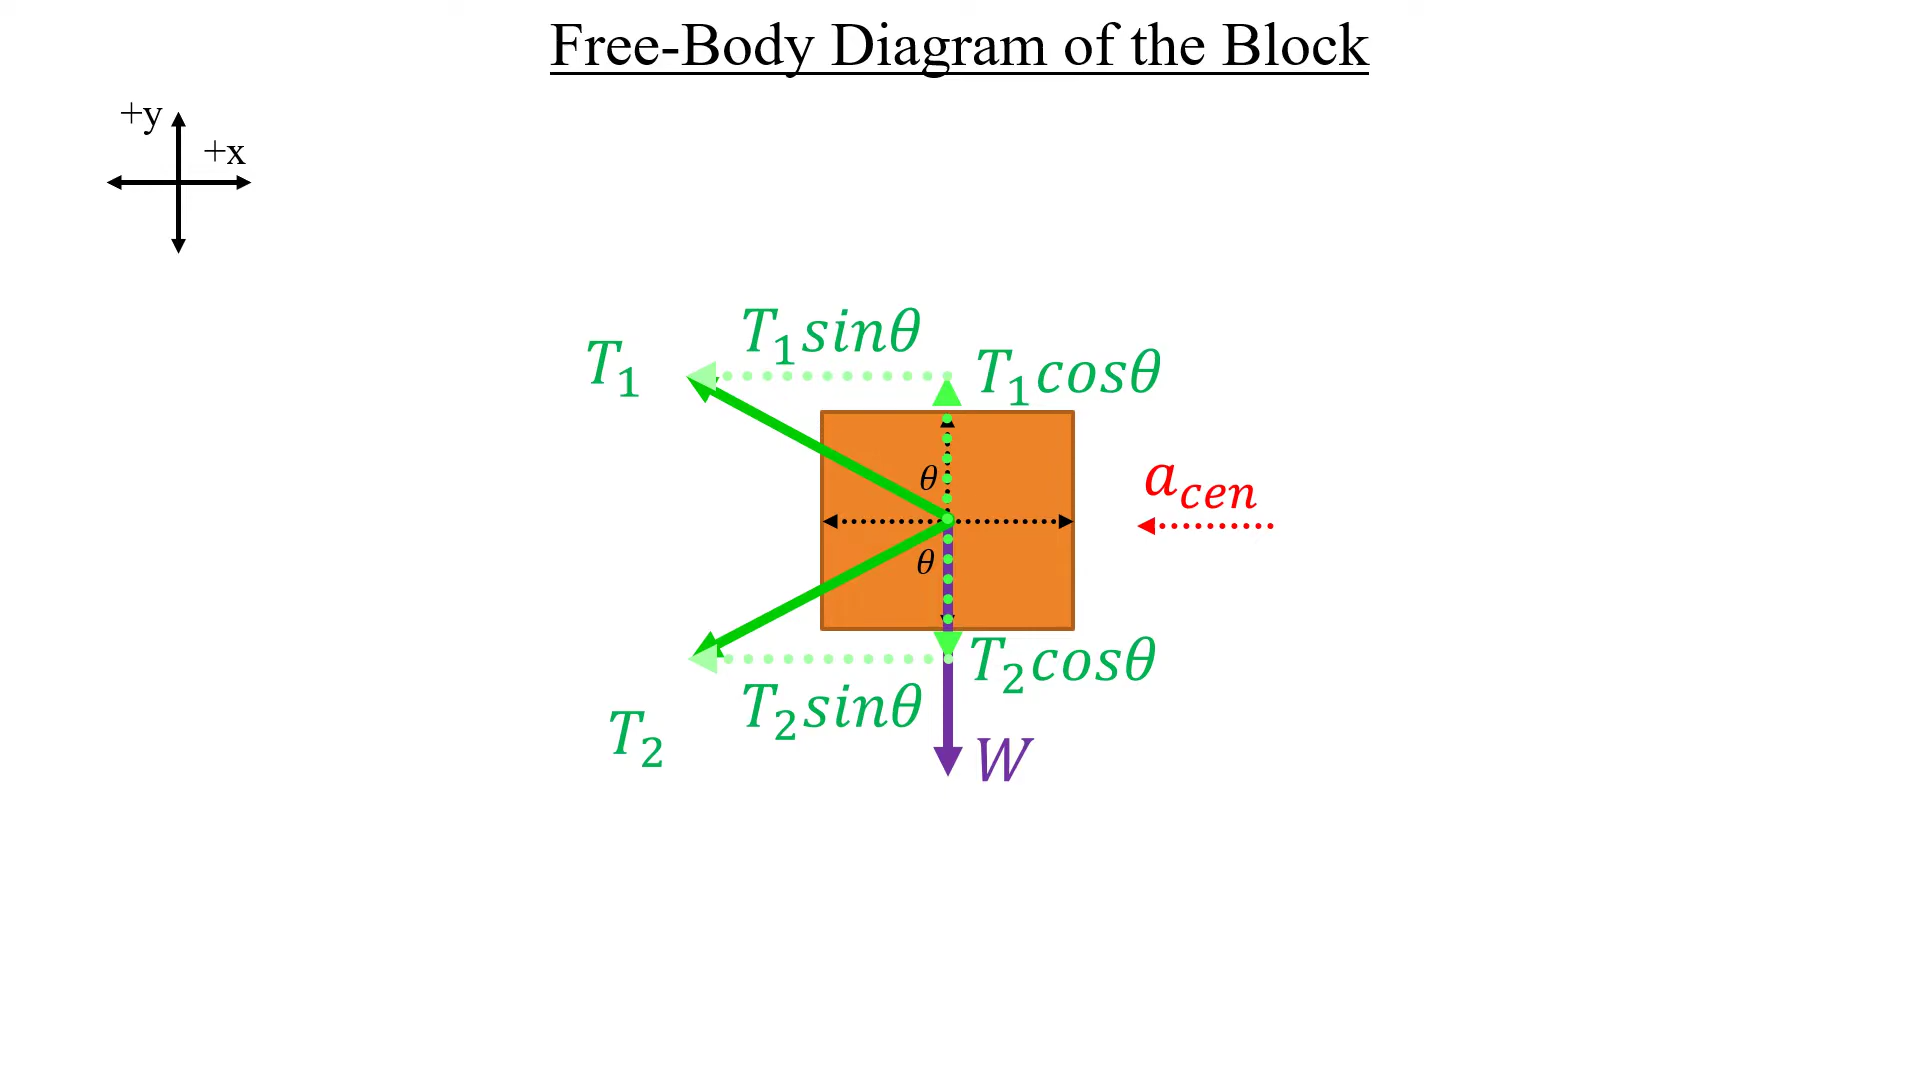 Free-Body Diagram of the Block
+y
+x
T₁sinθ
T₁
T₁cosθ
θ
a_cen
θ
T₂cosθ
T₂sinθ
T₂
W